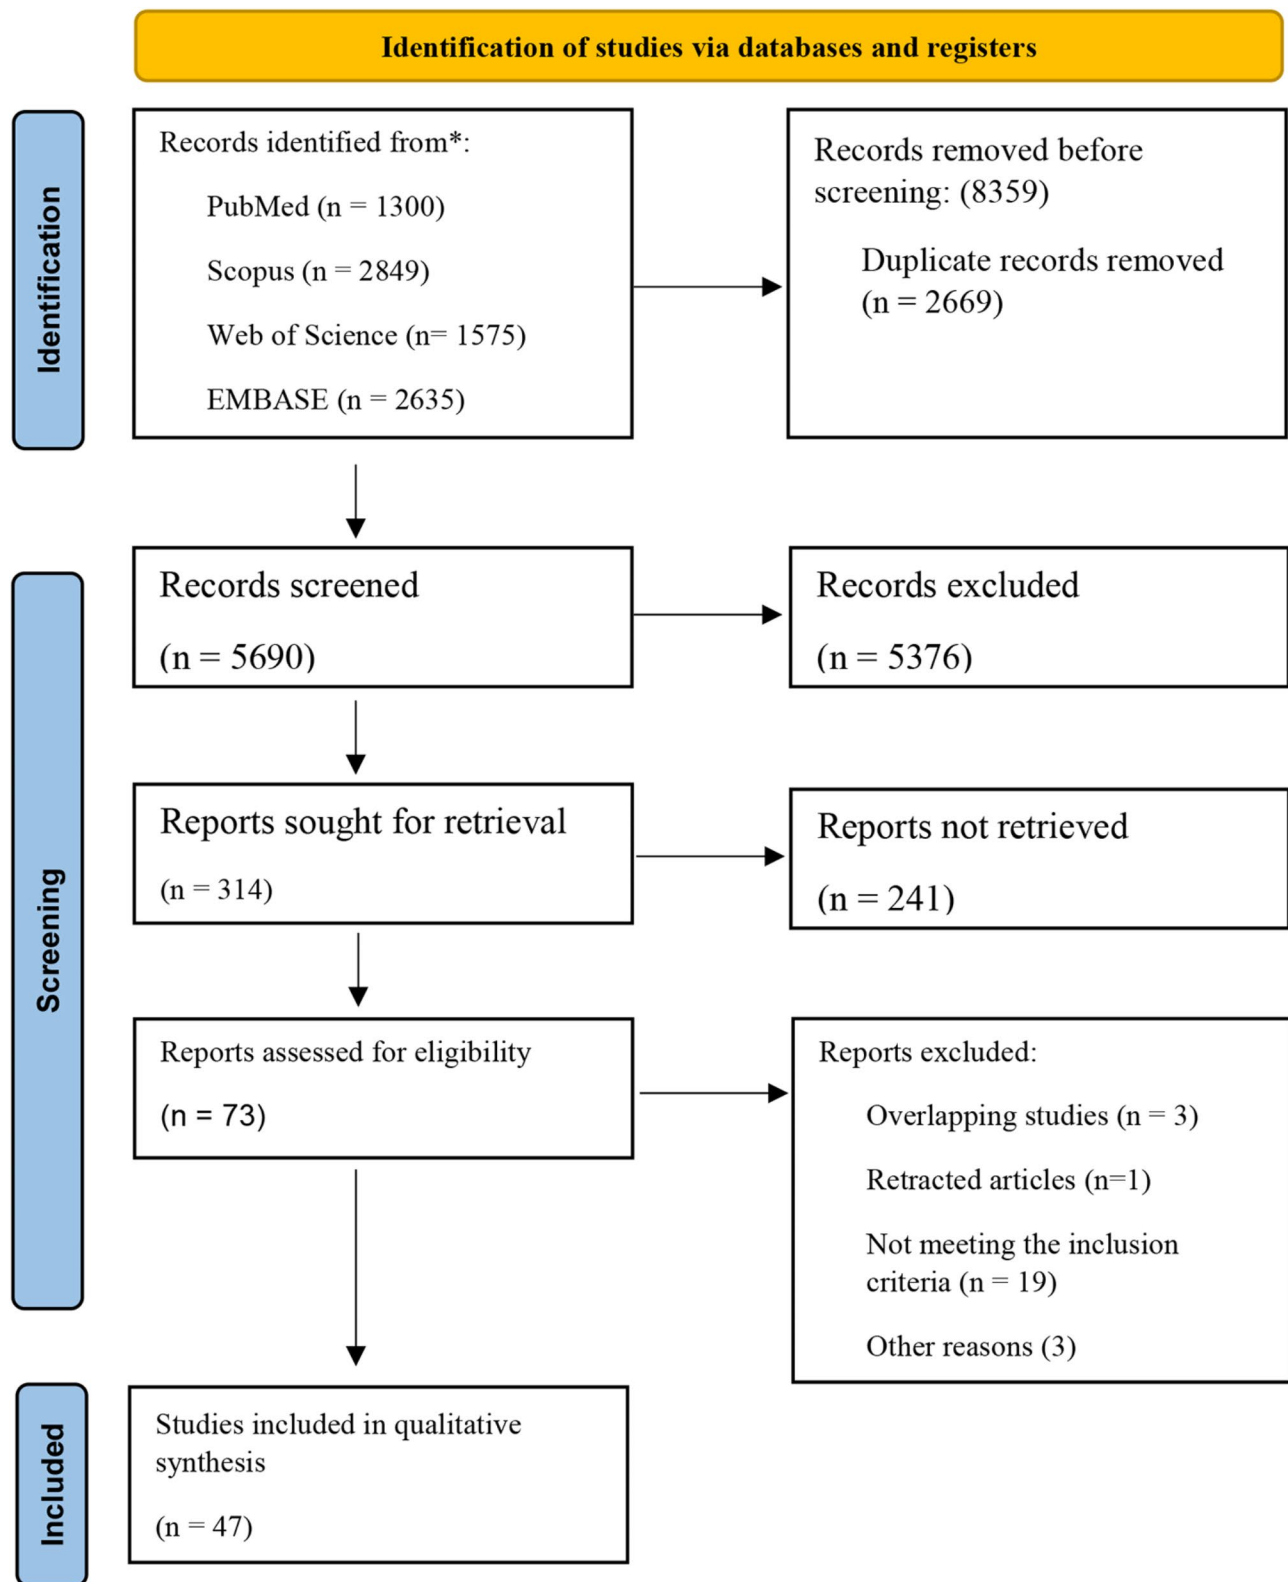 Identification of studies via databases and registers
Identification
Records identified from*:
PubMed (n = 1300)
Scopus (n = 2849)
Web of Science (n= 1575)
EMBASE (n = 2635)
Records removed before
screening: (8359)
Duplicate records removed
(n = 2669)
Screening
Records screened
(n = 5690)
Records excluded
(n = 5376)
Reports sought for retrieval
(n = 314)
Reports not retrieved
(n = 241)
Reports assessed for eligibility
(n = 73)
Reports excluded:
Overlapping studies (n = 3)
Retracted articles (n=1)
Not meeting the inclusion
criteria (n = 19)
Other reasons (3)
Included
Studies included in qualitative
synthesis
(n = 47)